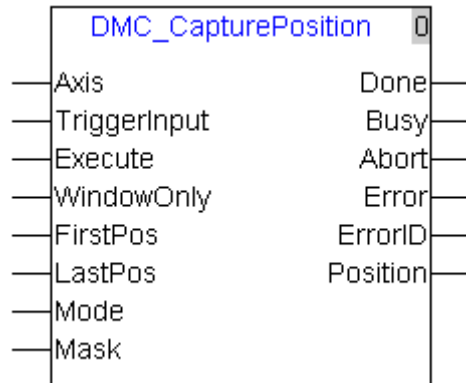 DMC_CapturePosition 0
Axis Done
TriggerInput Busy
Execute Abort
WindowOnly Error
FirstPos ErrorID
LastPos Position
Mode
Mask